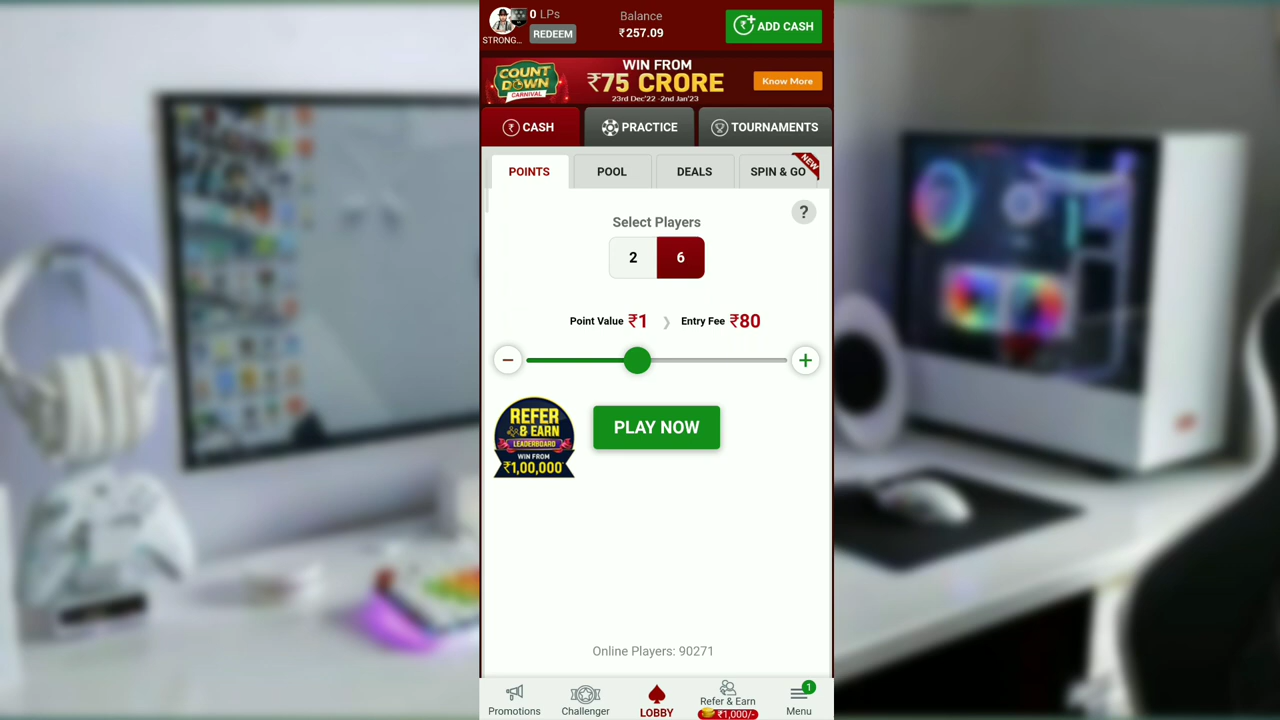 0 LPs
STRONG...
REDEEM
Balance
₹257.09
₹+ ADD CASH
COUNT
DOWN
CARNIVAL
WIN FROM
₹75 CRORE
23rd Dec'22 -2nd Jan'23
Know More
₹ CASH
PRACTICE
TOURNAMENTS
POINTS
POOL
DEALS
SPIN & GO
NEW
?
Select Players
2
6
Point Value ₹1 › Entry Fee ₹80
− +
REFER
& EARN
LEADERBOARD
WIN FROM
₹1,00,000*
PLAY NOW
Online Players: 90271
Promotions
Challenger
LOBBY
Refer & Earn
₹1,000/-
1
Menu